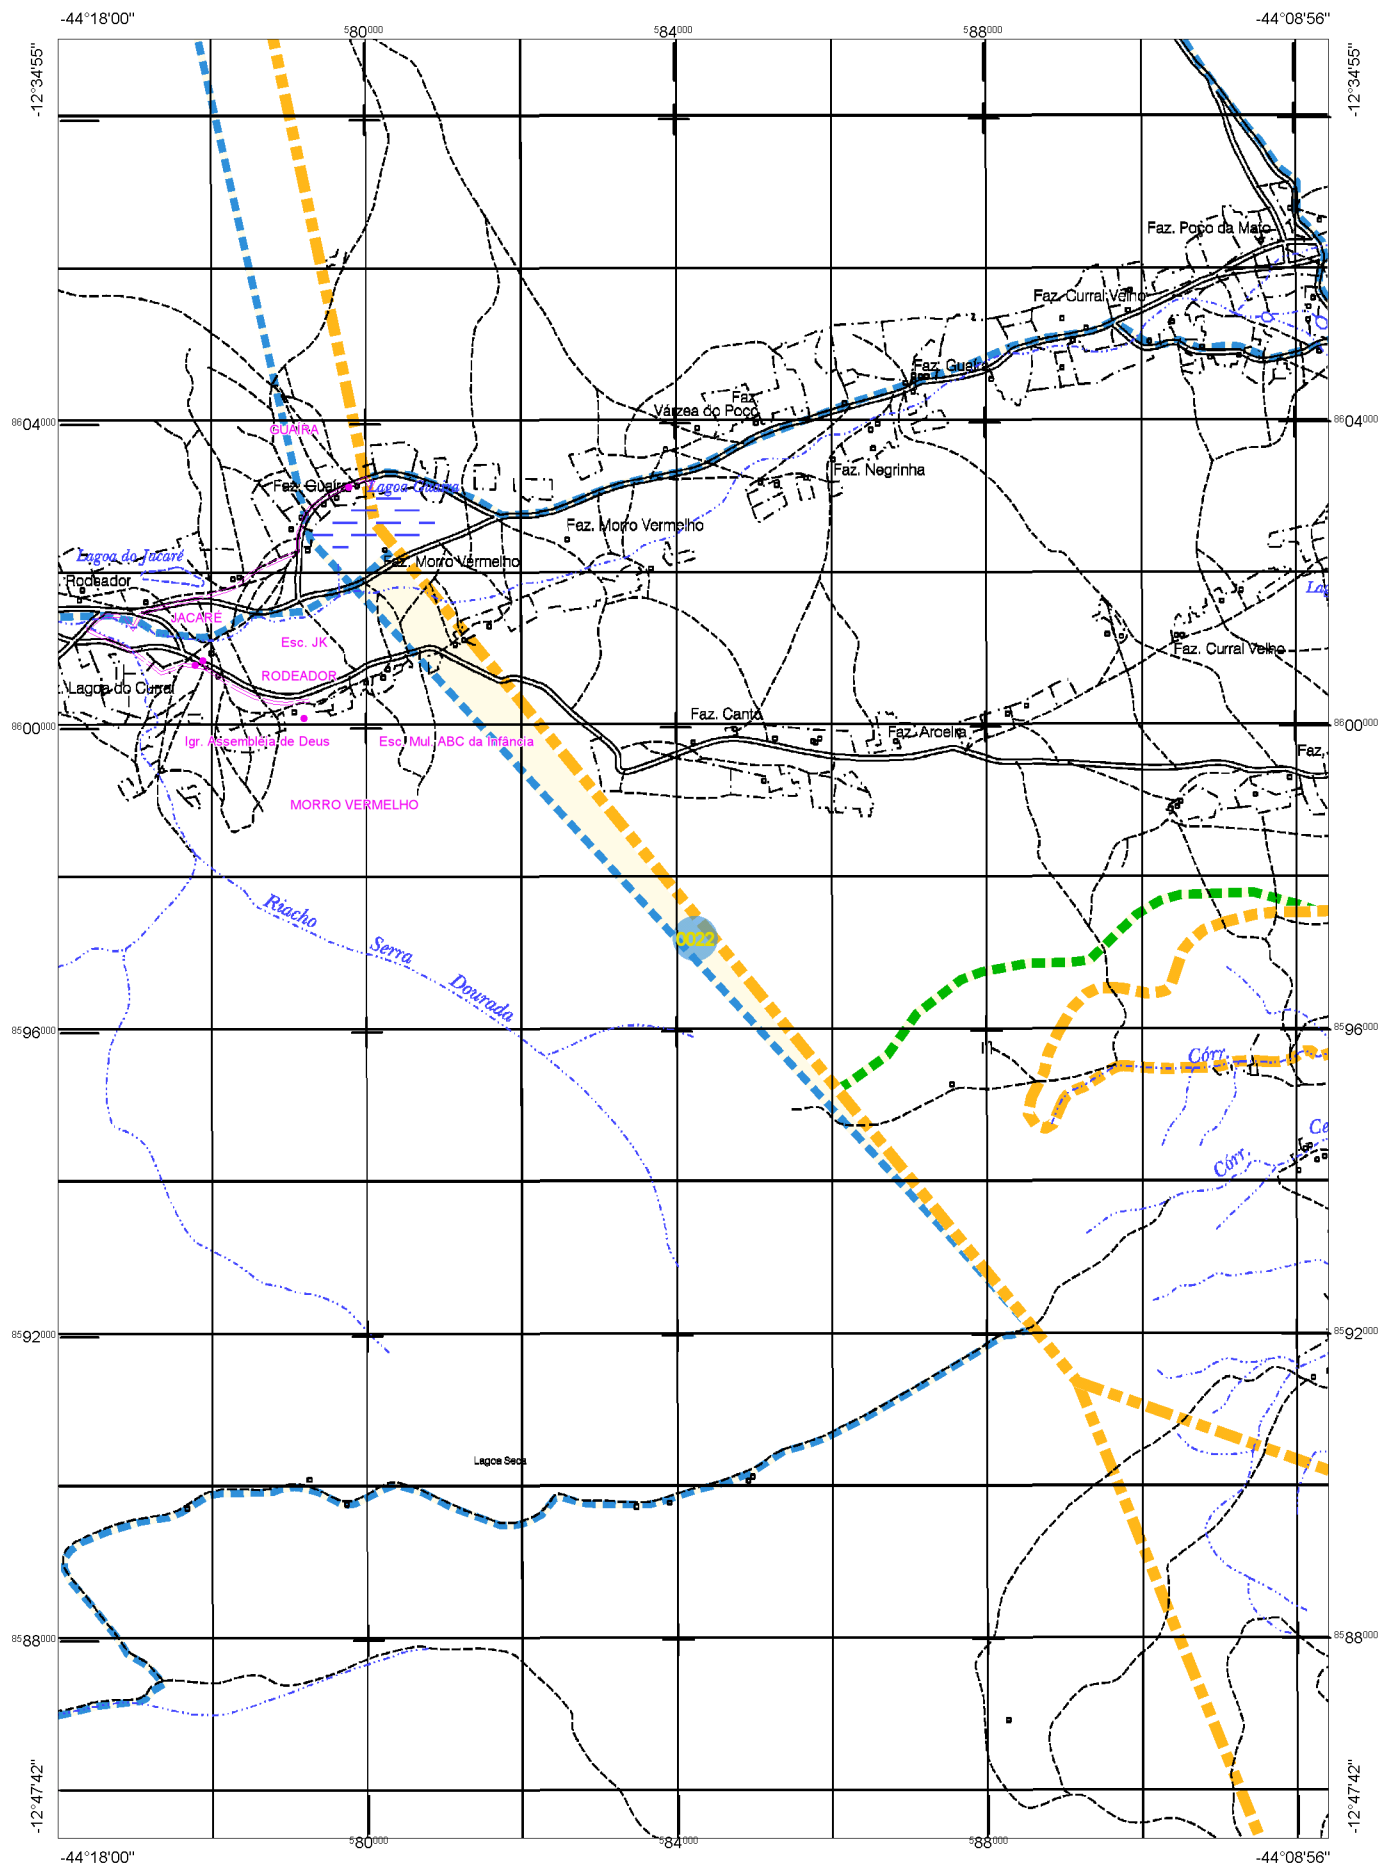 -44°18'00"
-44°08'56"
580000
584000
588000
-12°34'55"
-12°34'55"
Faz. Poço da Mato
Faz. Curral Velho
Faz. Guaíra
Faz.
Várzea do Poço
8604000
8604000
GUAÍRA
Faz. Negrinha
Faz. Guaíra
Lagoa Guaíra
Faz. Morro Vermelho
Lagoa do Jacaré
Faz. Morro Vermelho
Rodeador
Lag
JACARÉ
Esc. JK
Faz. Curral Velho
RODEADOR
Lagoa do Curral
Faz. Canto
8600000
8600000
Faz. Aroeira
Igr. Assembléia de Deus
Esc. Mul. ABC da Infância
Faz.
MORRO VERMELHO
Riacho
Serra
0022
Dourada
8596000
8596000
Córr.
Ce
Córr.
8592000
8592000
Lagoa Seca
8588000
8588000
-12°47'42"
-12°47'42"
580000
584000
588000
-44°18'00"
-44°08'56"